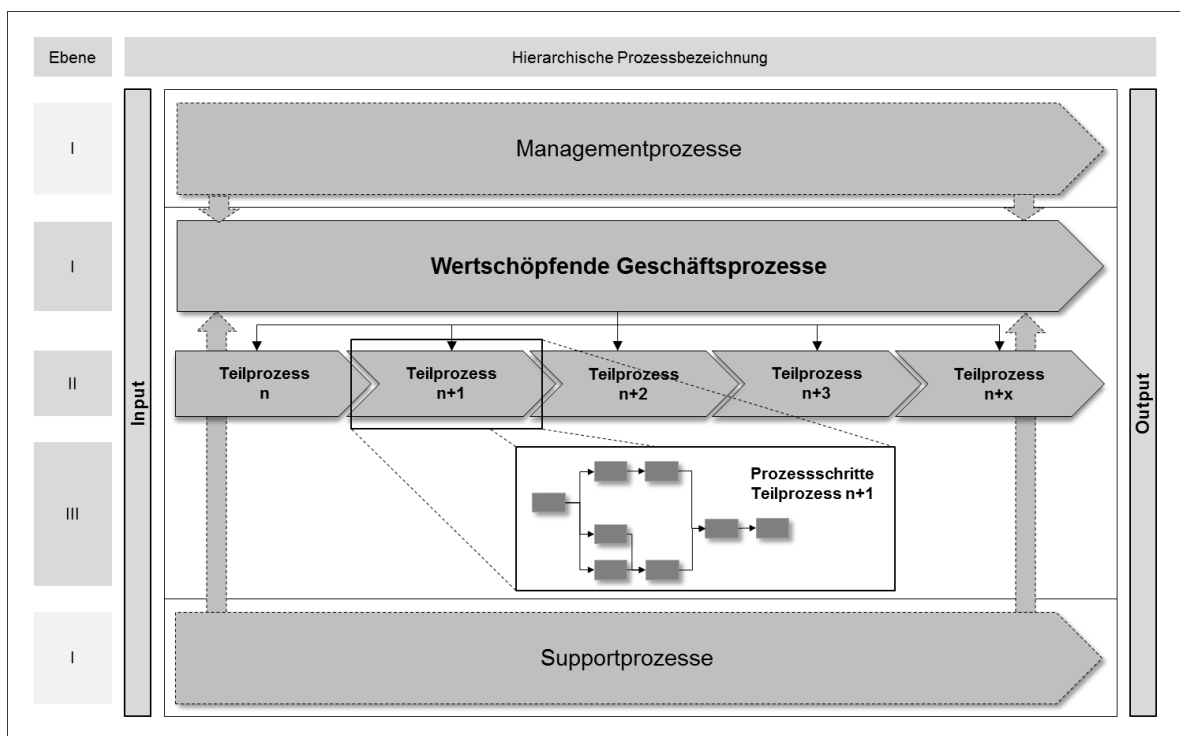 Ebene
Hierarchische Prozessbezeichnung
I
Managementprozesse
I
Wertschöpfende Geschäftsprozesse
Input
Output
II
Teilprozess
n
Teilprozess
n+1
Teilprozess
n+2
Teilprozess
n+3
Teilprozess
n+x
III
Prozessschritte
Teilprozess n+1
I
Supportprozesse